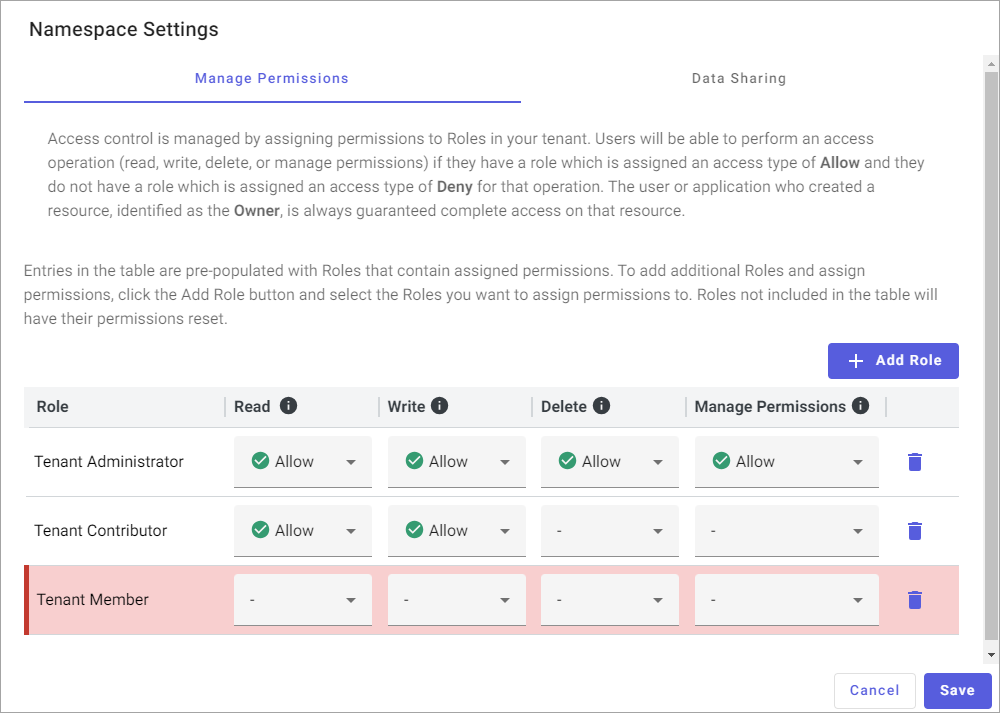 Namespace Settings
Manage Permissions Data Sharing
Access control is managed by assigning permissions to Roles in your tenant. Users will be able to perform an access
operation (read, write, delete, or manage permissions) if they have a role which is assigned an access type of Allow and they
do not have a role which is assigned an access type of Deny for that operation. The user or application who created a
resource, identified as the Owner, is always guaranteed complete access on that resource.
Entries in the table are pre-populated with Roles that contain assigned permissions. To add additional Roles and assign
permissions, click the Add Role button and select the Roles you want to assign permissions to. Roles not included in the table will
have their permissions reset.
+ Add Role
Role Read i Write i Delete i Manage Permissions i
Tenant Administrator Allow Allow Allow Allow
Tenant Contributor Allow Allow - -
Tenant Member - - - -
Cancel Save